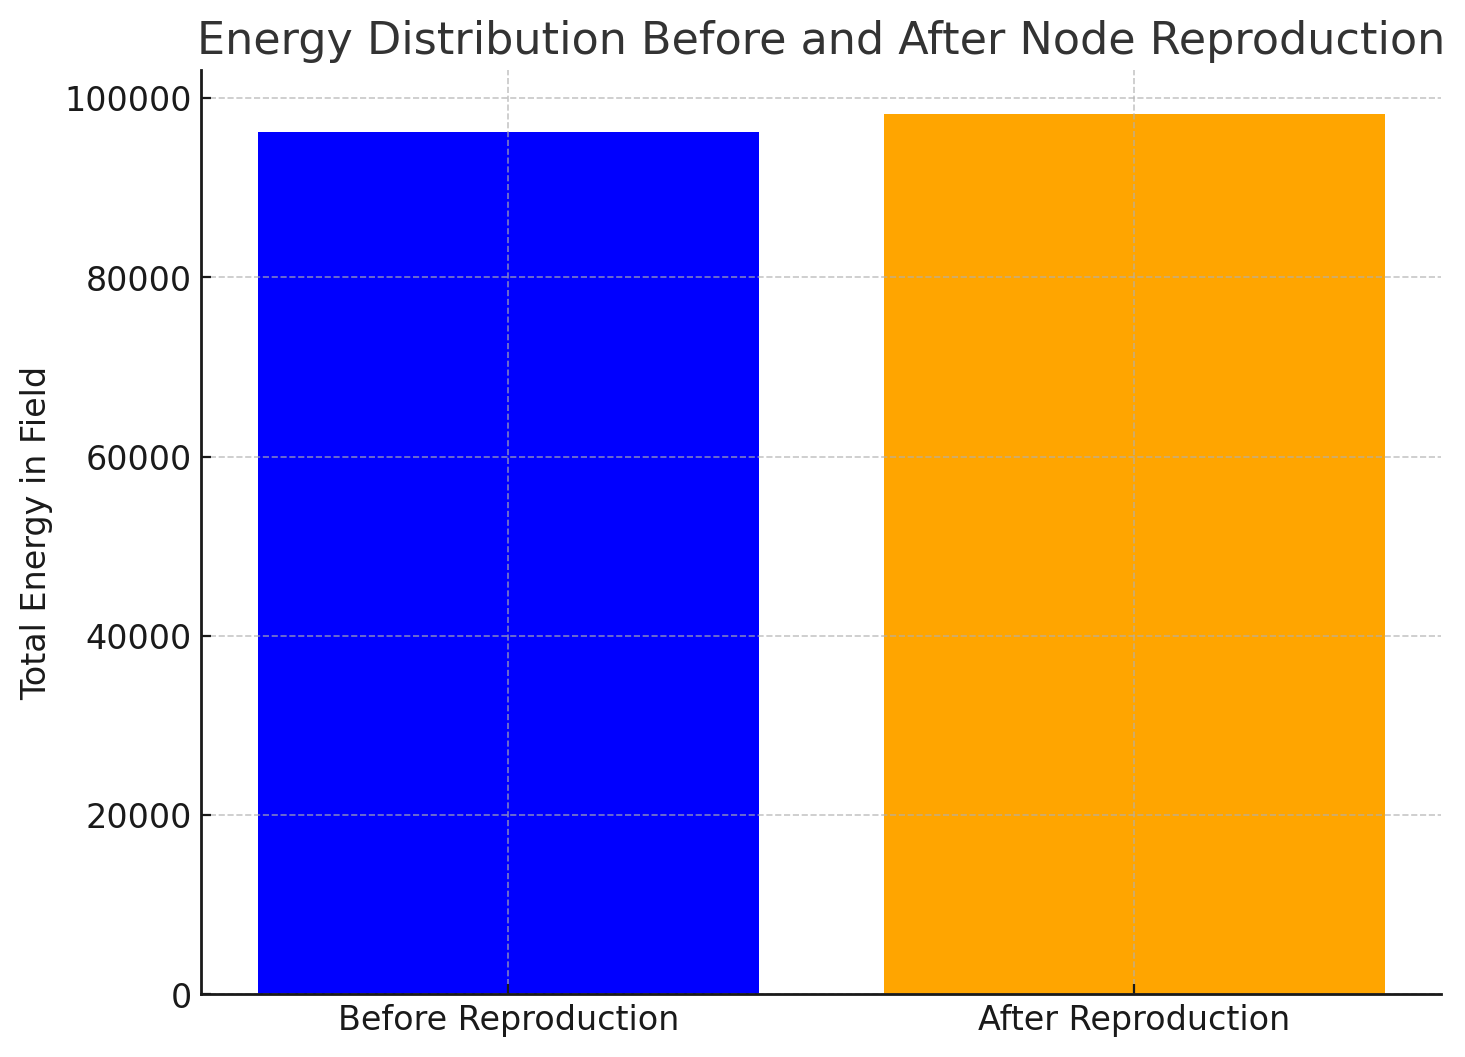 Energy Distribution Before and After Node Reproduction
100000
80000
60000
40000
20000
0
Total Energy in Field
Before Reproduction
After Reproduction